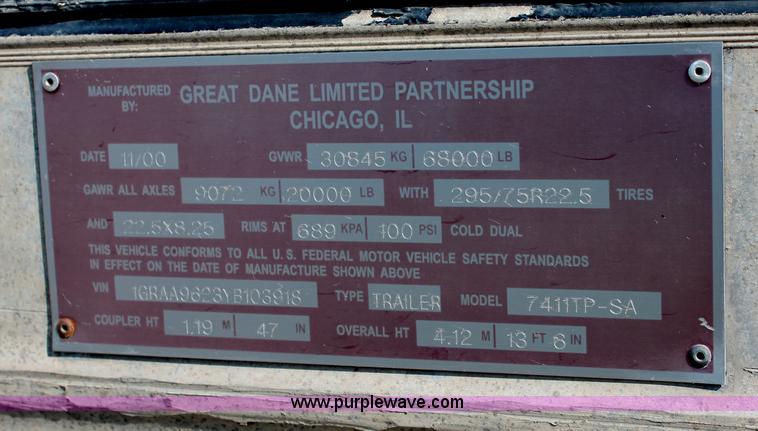 MANUFACTURED BY: GREAT DANE LIMITED PARTNERSHIP
CHICAGO, IL
DATE 11/00 GVWR 30845 KG 68000 LB
GAWR ALL AXLES 9072 KG 20000 LB WITH 295/75R22.5 TIRES
AND 22.5X8.25 RIMS AT 689 KPA 100 PSI COLD DUAL
THIS VEHICLE CONFORMS TO ALL U.S. FEDERAL MOTOR VEHICLE SAFETY STANDARDS
IN EFFECT ON THE DATE OF MANUFACTURE SHOWN ABOVE
VIN 1GRAA9623YB103918 TYPE TRAILER MODEL 7411TP-SA
COUPLER HT 1.19 M 47 IN OVERALL HT 4.12 M 13 FT 6 IN
www.purplewave.com